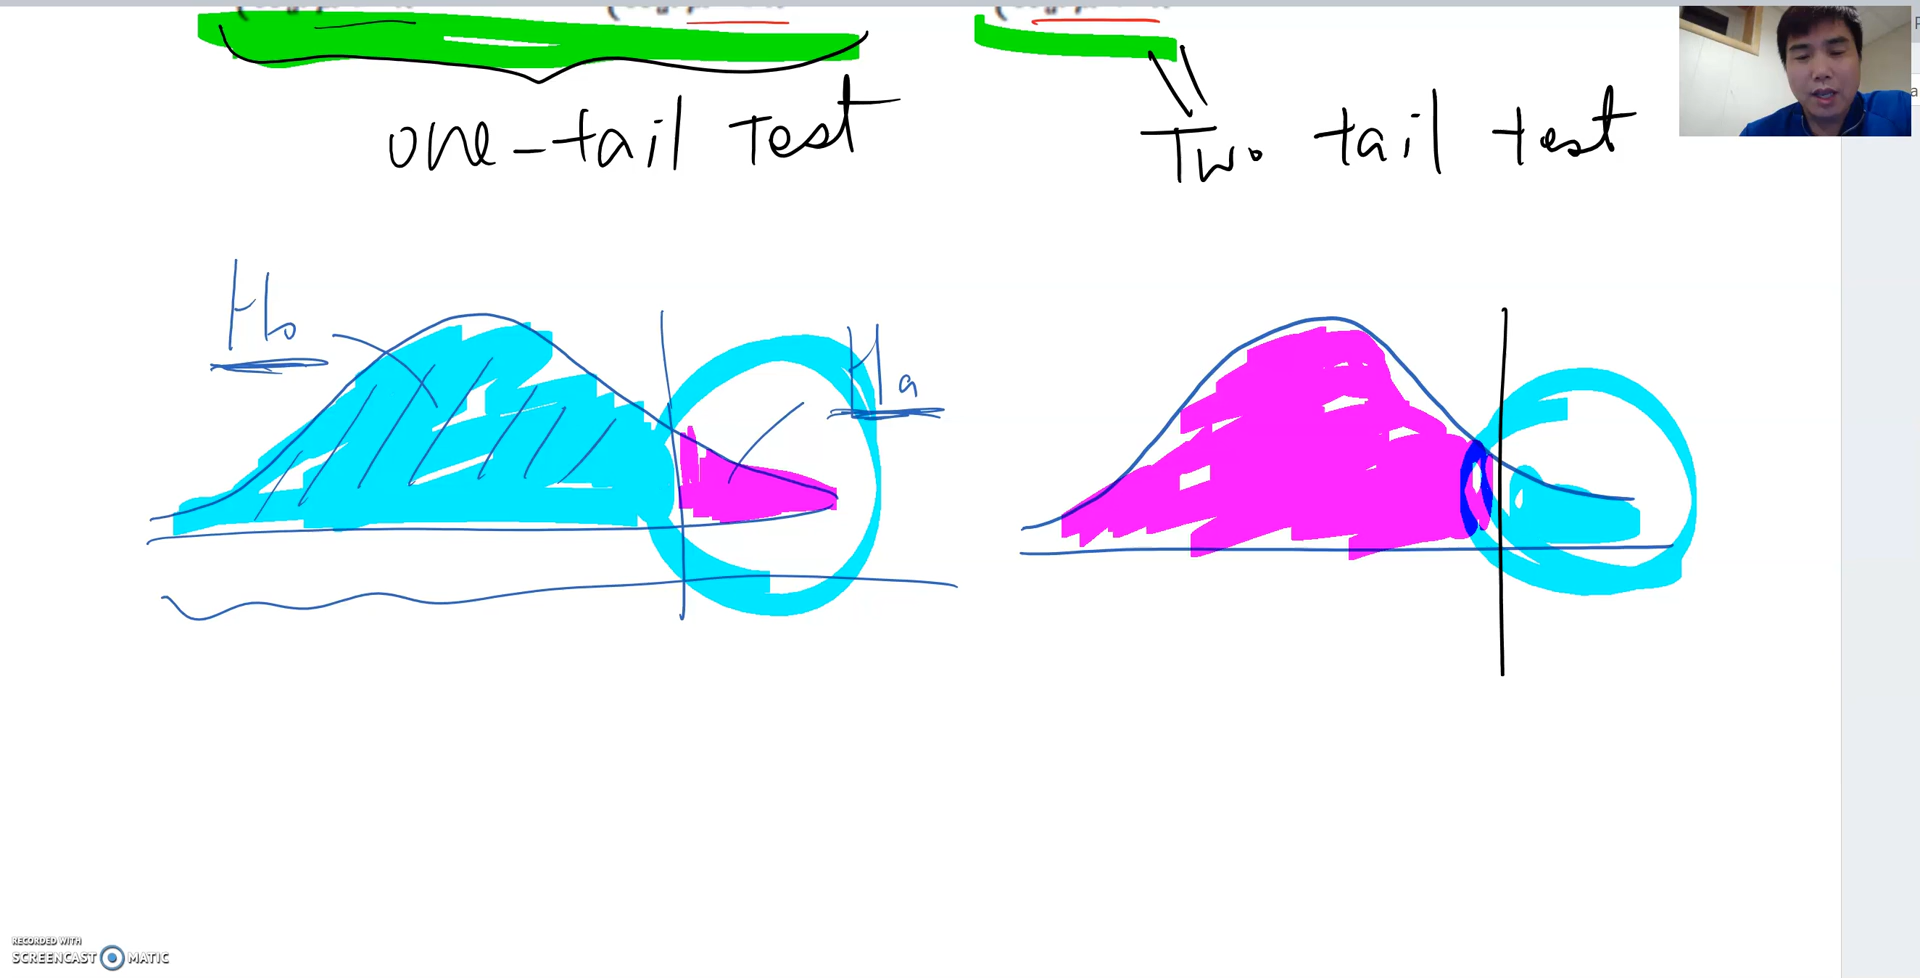 one-tail Test
Two tail test
H₀
Hₐ
RECORDED WITH
SCREENCAST MATIC